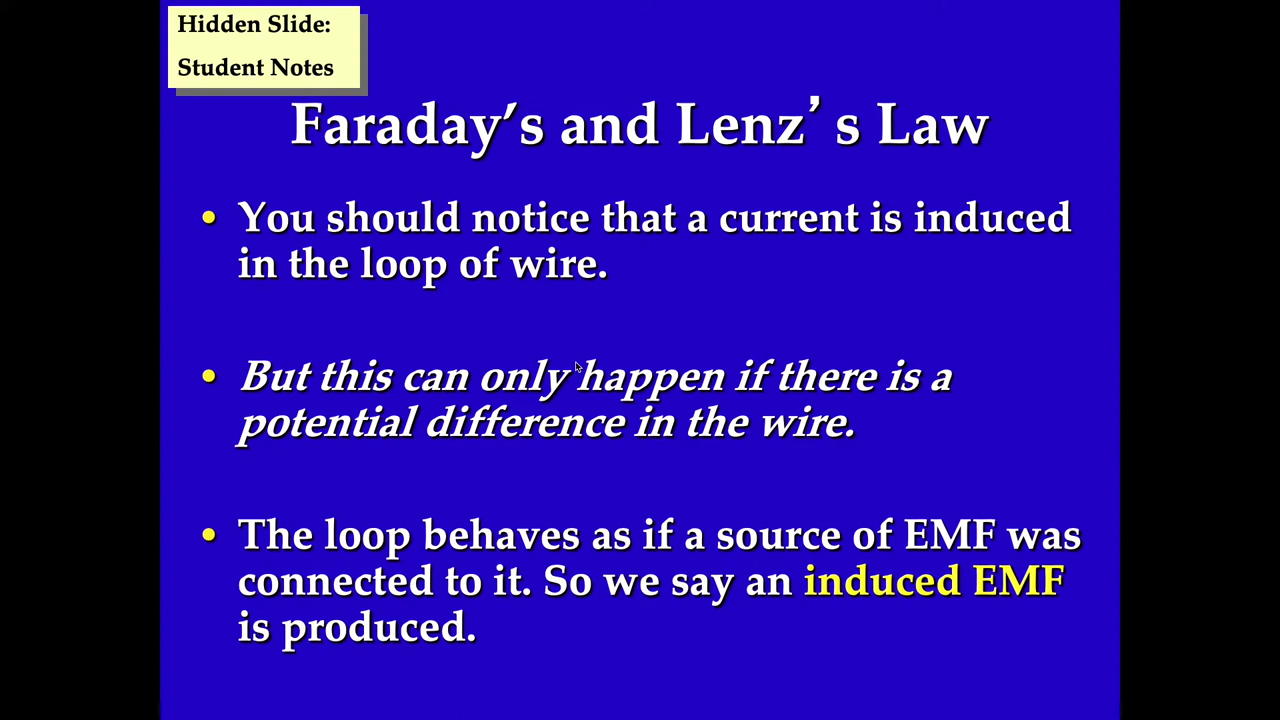 Hidden Slide:
Student Notes
Faraday’s and Lenz’s Law
• You should notice that a current is induced
in the loop of wire.
• But this can only happen if there is a
potential difference in the wire.
• The loop behaves as if a source of EMF was
connected to it. So we say an induced EMF
is produced.